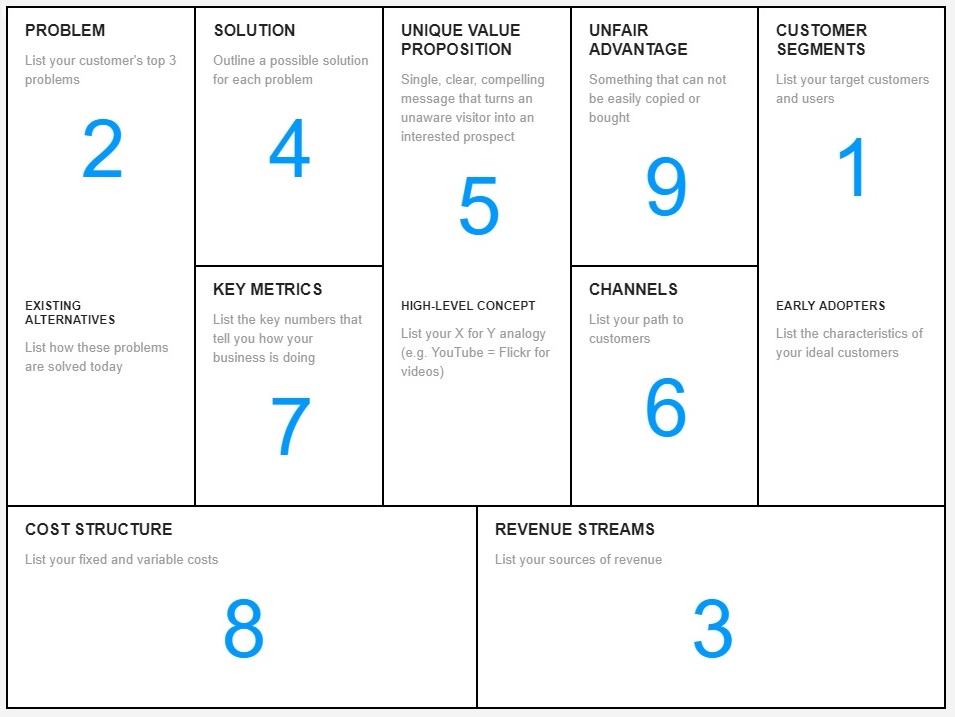 PROBLEM
List your customer's top 3
problems
2
EXISTING
ALTERNATIVES
List how these problems
are solved today
SOLUTION
Outline a possible solution
for each problem
4
KEY METRICS
List the key numbers that
tell you how your
business is doing
7
UNIQUE VALUE
PROPOSITION
Single, clear, compelling
message that turns an
unaware visitor into an
interested prospect
5
HIGH-LEVEL CONCEPT
List your X for Y analogy
(e.g. YouTube = Flickr for
videos)
UNFAIR
ADVANTAGE
Something that can not
be easily copied or
bought
9
CHANNELS
List your path to
customers
6
CUSTOMER
SEGMENTS
List your target customers
and users
1
EARLY ADOPTERS
List the characteristics of
your ideal customers
COST STRUCTURE
List your fixed and variable costs
8
REVENUE STREAMS
List your sources of revenue
3